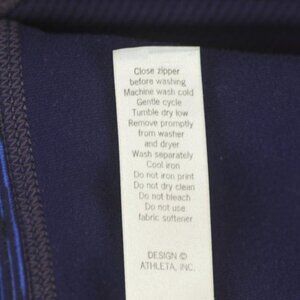 Close zipper
before washing
Machine wash cold
Gentle cycle
Tumble dry low
Remove promptly
from washer
and dryer
Wash separately
Cool iron
Do not iron print
Do not dry clean
Do not bleach
Do not use
fabric softener
DESIGN ©
ATHLETA, INC.